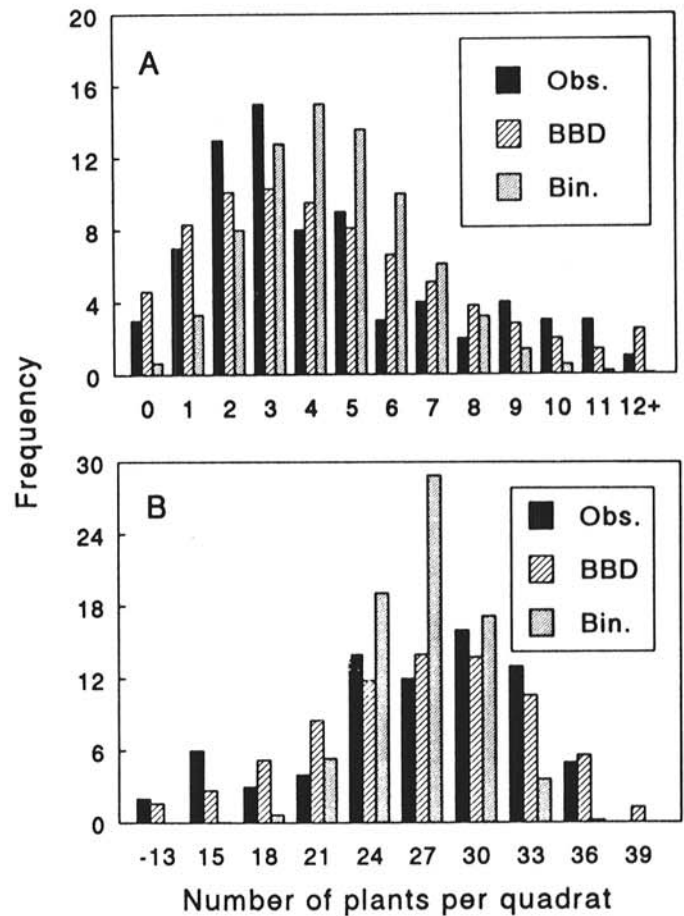 20
16
12
8
4
0
A
Obs.
BBD
Bin.
0 1 2 3 4 5 6 7 8 9 10 11 12+
Frequency
30
24
18
12
6
0
B
Obs.
BBD
Bin.
-13 15 18 21 24 27 30 33 36 39
Number of plants per quadrat